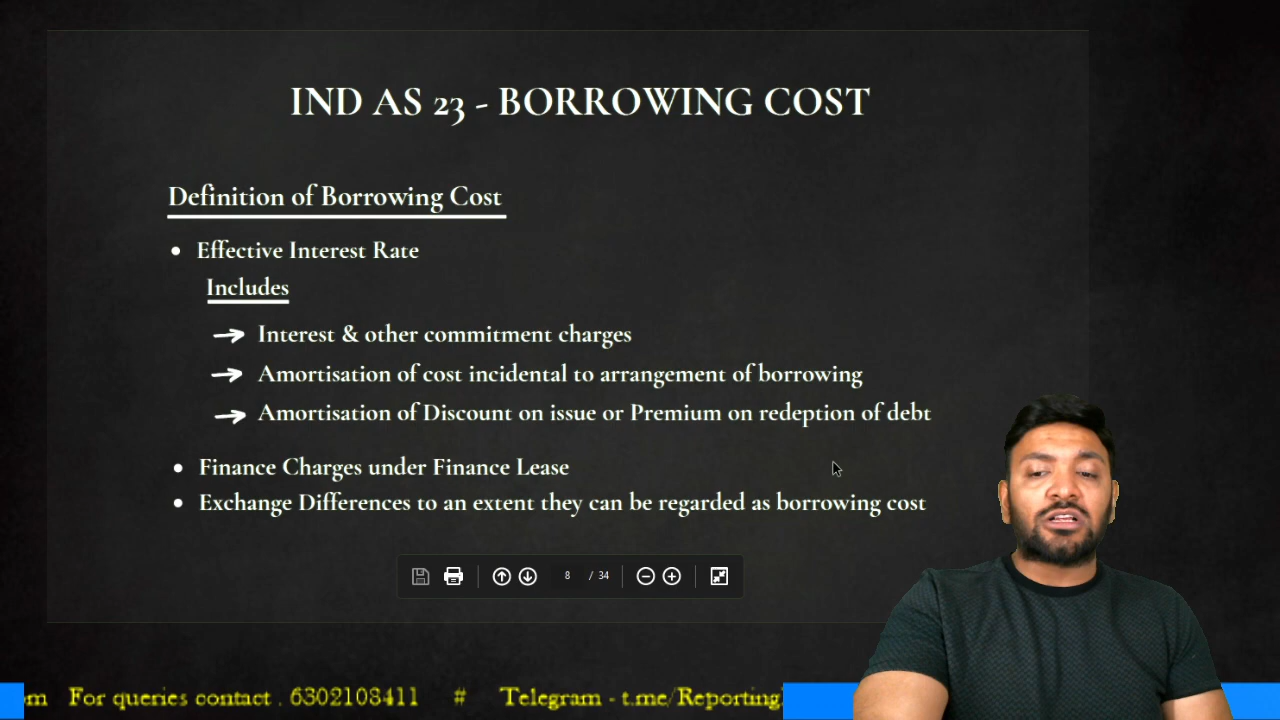 IND AS 23 - BORROWING COST
Definition of Borrowing Cost
Effective Interest Rate
Includes
Interest & other commitment charges
Amortisation of cost incidental to arrangement of borrowing
Amortisation of Discount on issue or Premium on redeption of debt
Finance Charges under Finance Lease
Exchange Differences to an extent they can be regarded as borrowing cost
8 / 34
om For queries contact . 6302108411 # Telegram - t.me/Reporting